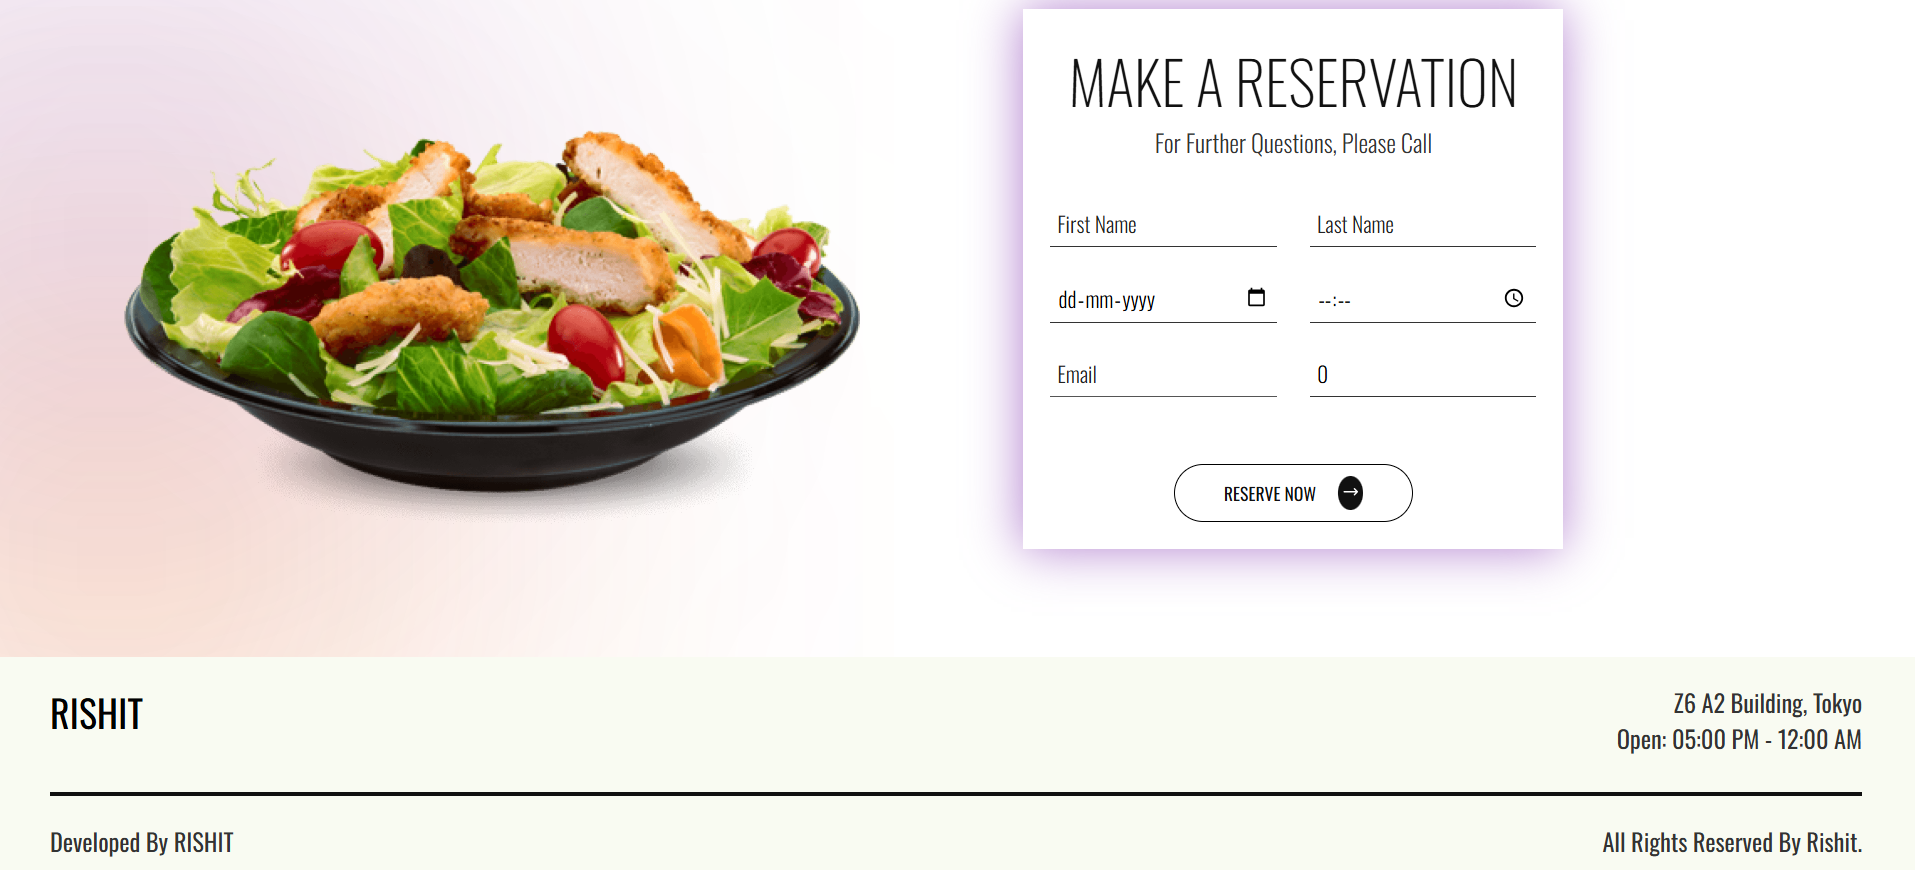 MAKE A RESERVATION
For Further Questions, Please Call
First Name
Last Name
dd-mm-yyyy
--:--
Email
0
RESERVE NOW
RISHIT
Z6 A2 Building, Tokyo
Open: 05:00 PM - 12:00 AM
Developed By RISHIT
All Rights Reserved By Rishit.